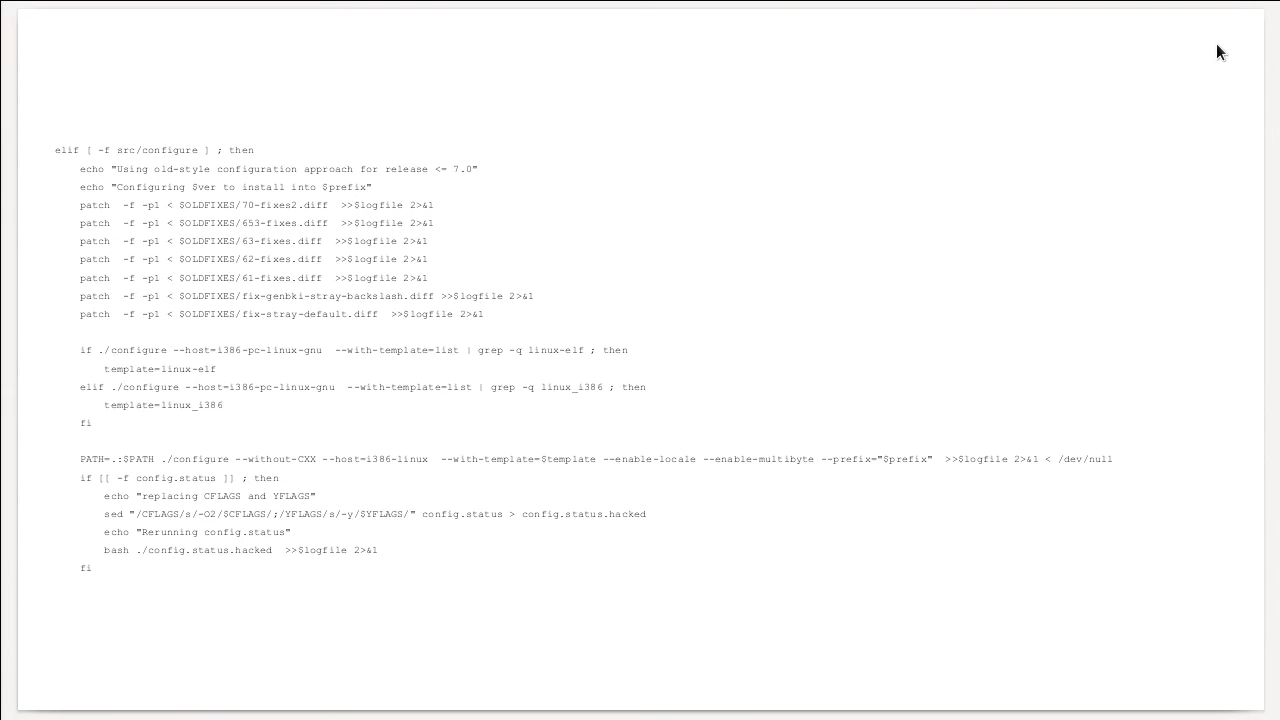 elif [ -f src/configure ] ; then
    echo "Using old-style configuration approach for release <= 7.0"
    echo "Configuring $ver to install into $prefix"
    patch  -f -p1 < $OLDFIXES/70-fixes2.diff  >>$logfile 2>&1
    patch  -f -p1 < $OLDFIXES/653-fixes.diff  >>$logfile 2>&1
    patch  -f -p1 < $OLDFIXES/63-fixes.diff  >>$logfile 2>&1
    patch  -f -p1 < $OLDFIXES/62-fixes.diff  >>$logfile 2>&1
    patch  -f -p1 < $OLDFIXES/61-fixes.diff  >>$logfile 2>&1
    patch  -f -p1 < $OLDFIXES/fix-genbki-stray-backslash.diff >>$logfile 2>&1
    patch  -f -p1 < $OLDFIXES/fix-stray-default.diff  >>$logfile 2>&1

    if ./configure --host=i386-pc-linux-gnu  --with-template=list | grep -q linux-elf ; then
        template=linux-elf
    elif ./configure --host=i386-pc-linux-gnu  --with-template=list | grep -q linux_i386 ; then
        template=linux_i386
    fi

    PATH=.:$PATH ./configure --without-CXX --host=i386-linux  --with-template=$template --enable-locale --enable-multibyte --prefix="$prefix"  >>$logfile 2>&1 < /dev/null
    if [[ -f config.status ]] ; then
        echo "replacing CFLAGS and YFLAGS"
        sed "/CFLAGS/s/-O2/$CFLAGS/;/YFLAGS/s/-y/$YFLAGS/" config.status > config.status.hacked
        echo "Rerunning config.status"
        bash ./config.status.hacked  >>$logfile 2>&1
    fi